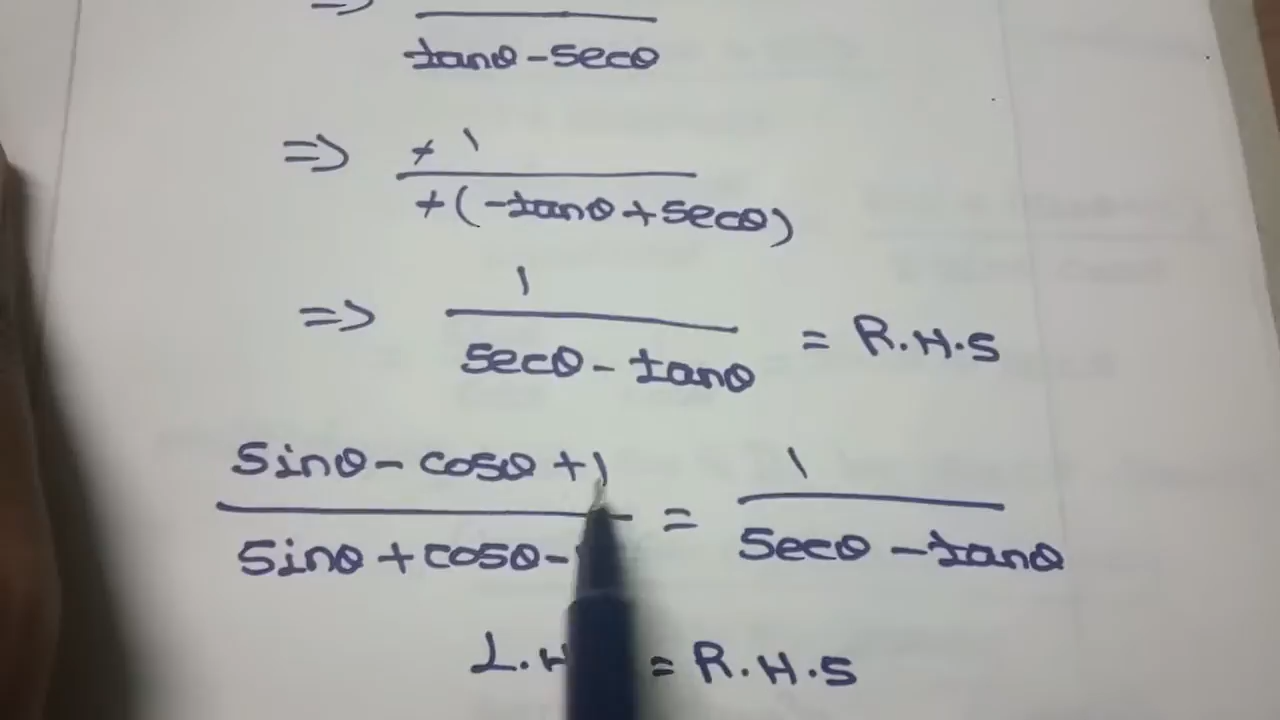 => tanθ - secθ
=> + 1 / +(-tanθ + secθ)
=> 1 / secθ - tanθ = R.H.S
sinθ - cosθ + 1 / sinθ + cosθ - = 1 / secθ - tanθ
L.H = R.H.S